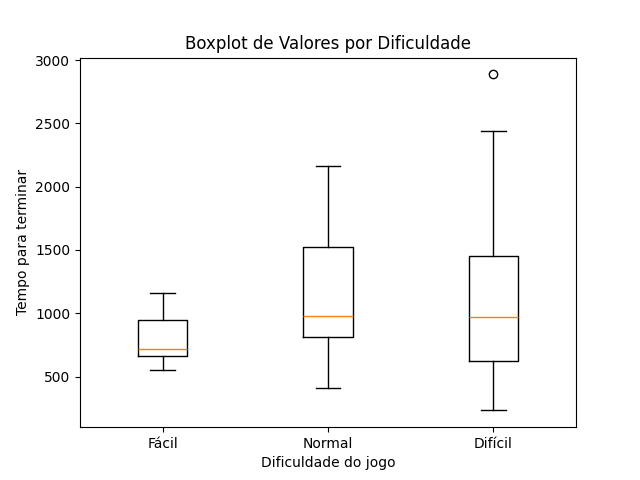 Boxplot de Valores por Dificuldade
Tempo para terminar
3000
2500
2000
1500
1000
500
Fácil Normal Difícil
Dificuldade do jogo